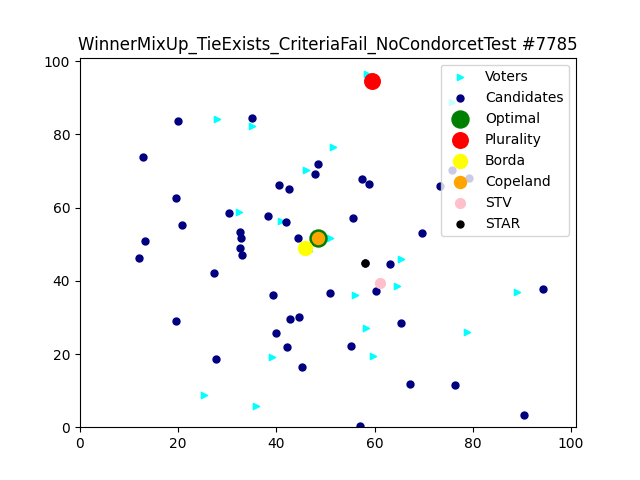 WinnerMixUp_TieExists_CriteriaFail_NoCondorcetTest #7785
100
80
60
40
20
0
0 20 40 60 80 100
Voters
Candidates
Optimal
Plurality
Borda
Copeland
STV
STAR